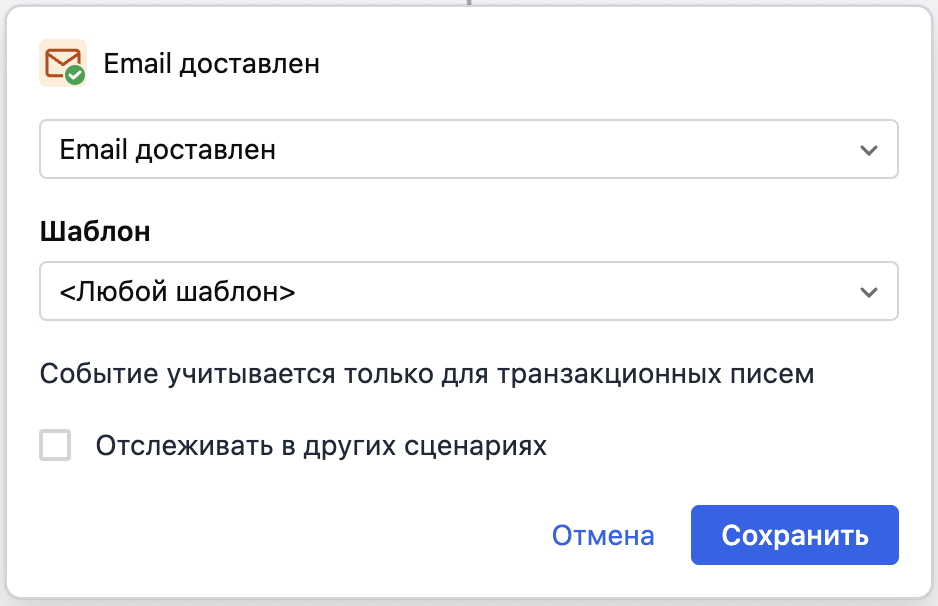 Email доставлен
Email доставлен
Шаблон
<Любой шаблон>
Событие учитывается только для транзакционных писем
Отслеживать в других сценариях
Отмена
Сохранить